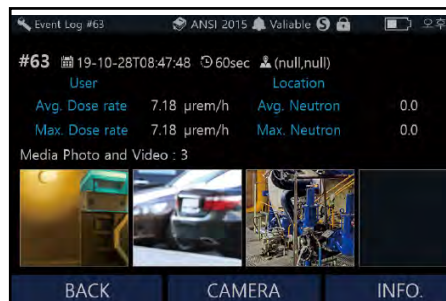 Event Log #63 ANSI 2015 Valiable S 오후
#63 19-10-28T08:47:48 60sec (null,null)
User Location
Avg. Dose rate 7.18 µrem/h Avg. Neutron 0.0
Max. Dose rate 7.18 µrem/h Max. Neutron 0.0
Media Photo and Video : 3
BACK CAMERA INFO.